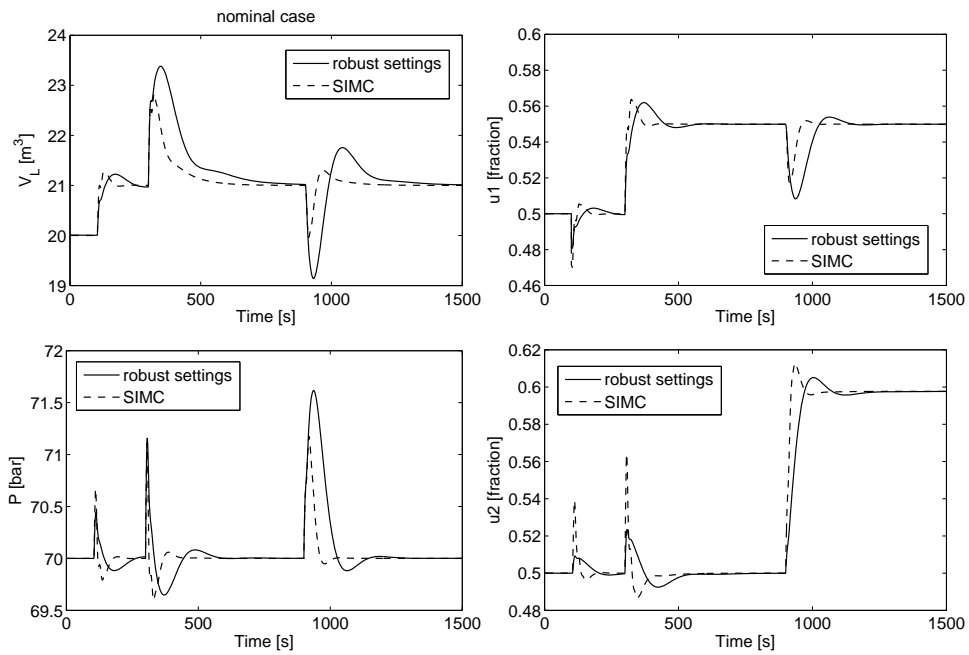 nominal case
24
23
22
21
20
19
V_L [m³]
robust settings
SIMC
0
500
1000
1500
Time [s]
0.6
0.58
0.56
0.54
0.52
0.5
0.48
0.46
u1 [fraction]
robust settings
SIMC
0
500
1000
1500
Time [s]
72
71.5
71
70.5
70
69.5
P [bar]
robust settings
SIMC
0
500
1000
1500
Time [s]
0.62
0.6
0.58
0.56
0.54
0.52
0.5
0.48
u2 [fraction]
robust settings
SIMC
0
500
1000
1500
Time [s]